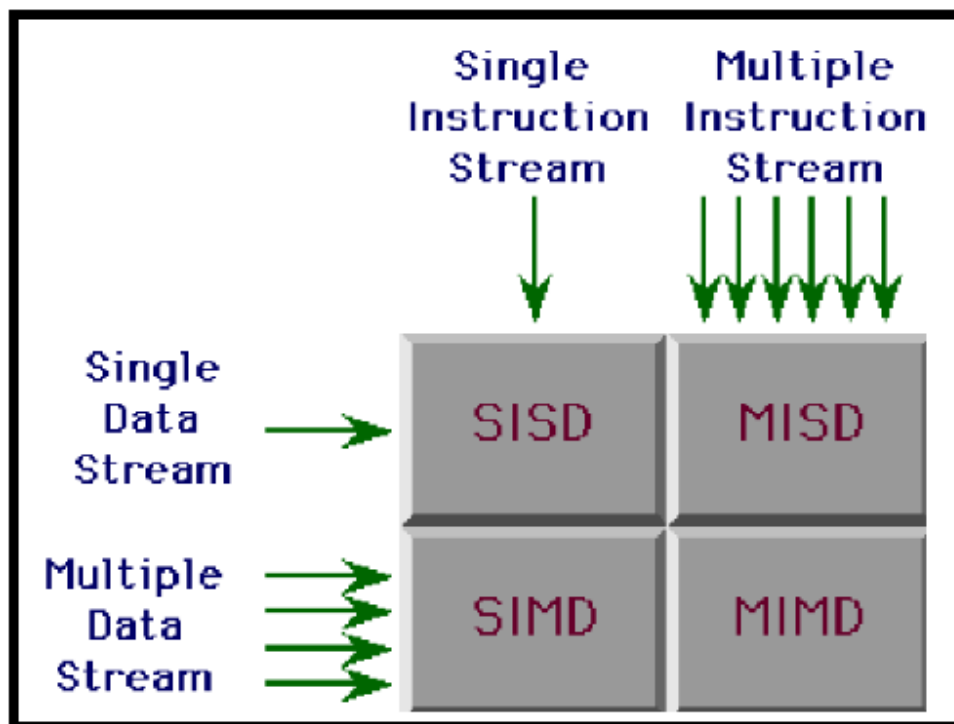 Single
Instruction
Stream
Multiple
Instruction
Stream
Single
Data
Stream
SISD
MISD
Multiple
Data
Stream
SIMD
MIMD